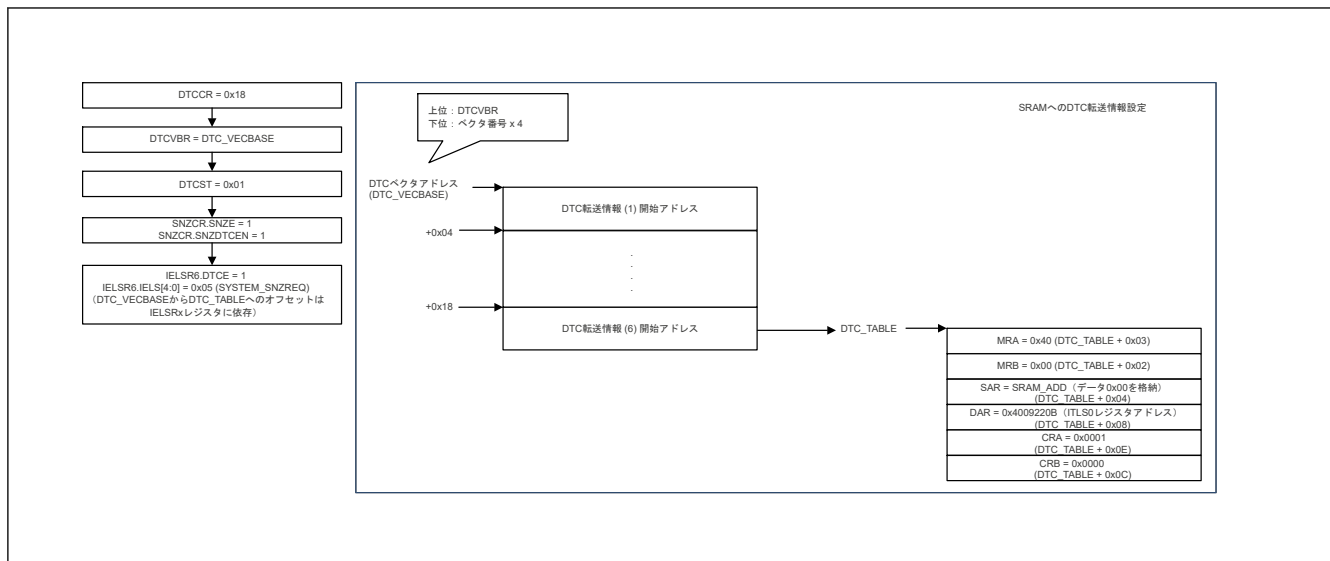 DTCCR = 0x18
DTCVBR = DTC_VECBASE
DTCST = 0x01
SNZCR.SNZE = 1
SNZCR.SNZDTCEN = 1
IELSR6.DTCE = 1
IELSR6.IELS[4:0] = 0x05 (SYSTEM_SNZREQ)
（DTC_VECBASEからDTC_TABLEへのオフセットは
IELSRxレジスタに依存）
SRAMへのDTC転送情報設定
上位：DTCVBR
下位：ベクタ番号 x 4
DTCベクタアドレス
(DTC_VECBASE)
DTC転送情報 (1) 開始アドレス
+0x04
.
.
.
.
+0x18
DTC転送情報 (6) 開始アドレス
DTC_TABLE
MRA = 0x40 (DTC_TABLE + 0x03)
MRB = 0x00 (DTC_TABLE + 0x02)
SAR = SRAM_ADD（データ0x00を格納）
(DTC_TABLE + 0x04)
DAR = 0x4009220B（ITLS0レジスタアドレス）
(DTC_TABLE + 0x08)
CRA = 0x0001
(DTC_TABLE + 0x0E)
CRB = 0x0000
(DTC_TABLE + 0x0C)